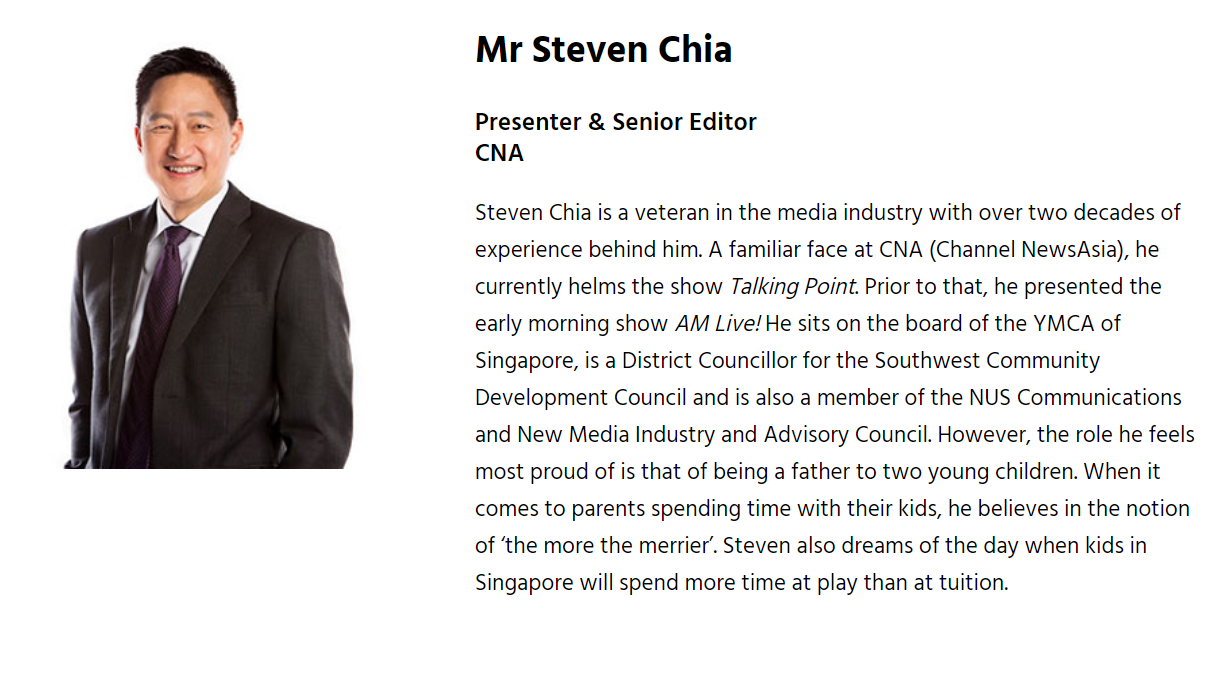 Mr Steven Chia
Presenter & Senior Editor
CNA
Steven Chia is a veteran in the media industry with over two decades of
experience behind him. A familiar face at CNA (Channel NewsAsia), he
currently helms the show Talking Point. Prior to that, he presented the
early morning show AM Live! He sits on the board of the YMCA of
Singapore, is a District Councillor for the Southwest Community
Development Council and is also a member of the NUS Communications
and New Media Industry and Advisory Council. However, the role he feels
most proud of is that of being a father to two young children. When it
comes to parents spending time with their kids, he believes in the notion
of ‘the more the merrier’. Steven also dreams of the day when kids in
Singapore will spend more time at play than at tuition.